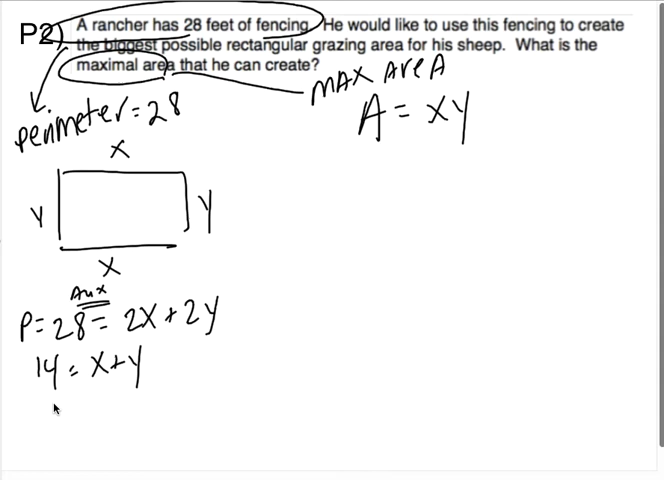 P2) A rancher has 28 feet of fencing. He would like to use this fencing to create
the biggest possible rectangular grazing area for his sheep. What is the
maximal area that he can create?
MAX AreA
A = XY
perimeter = 28
X
Y
Y
X
Aux
P = 28 = 2X + 2Y
14 = X + Y